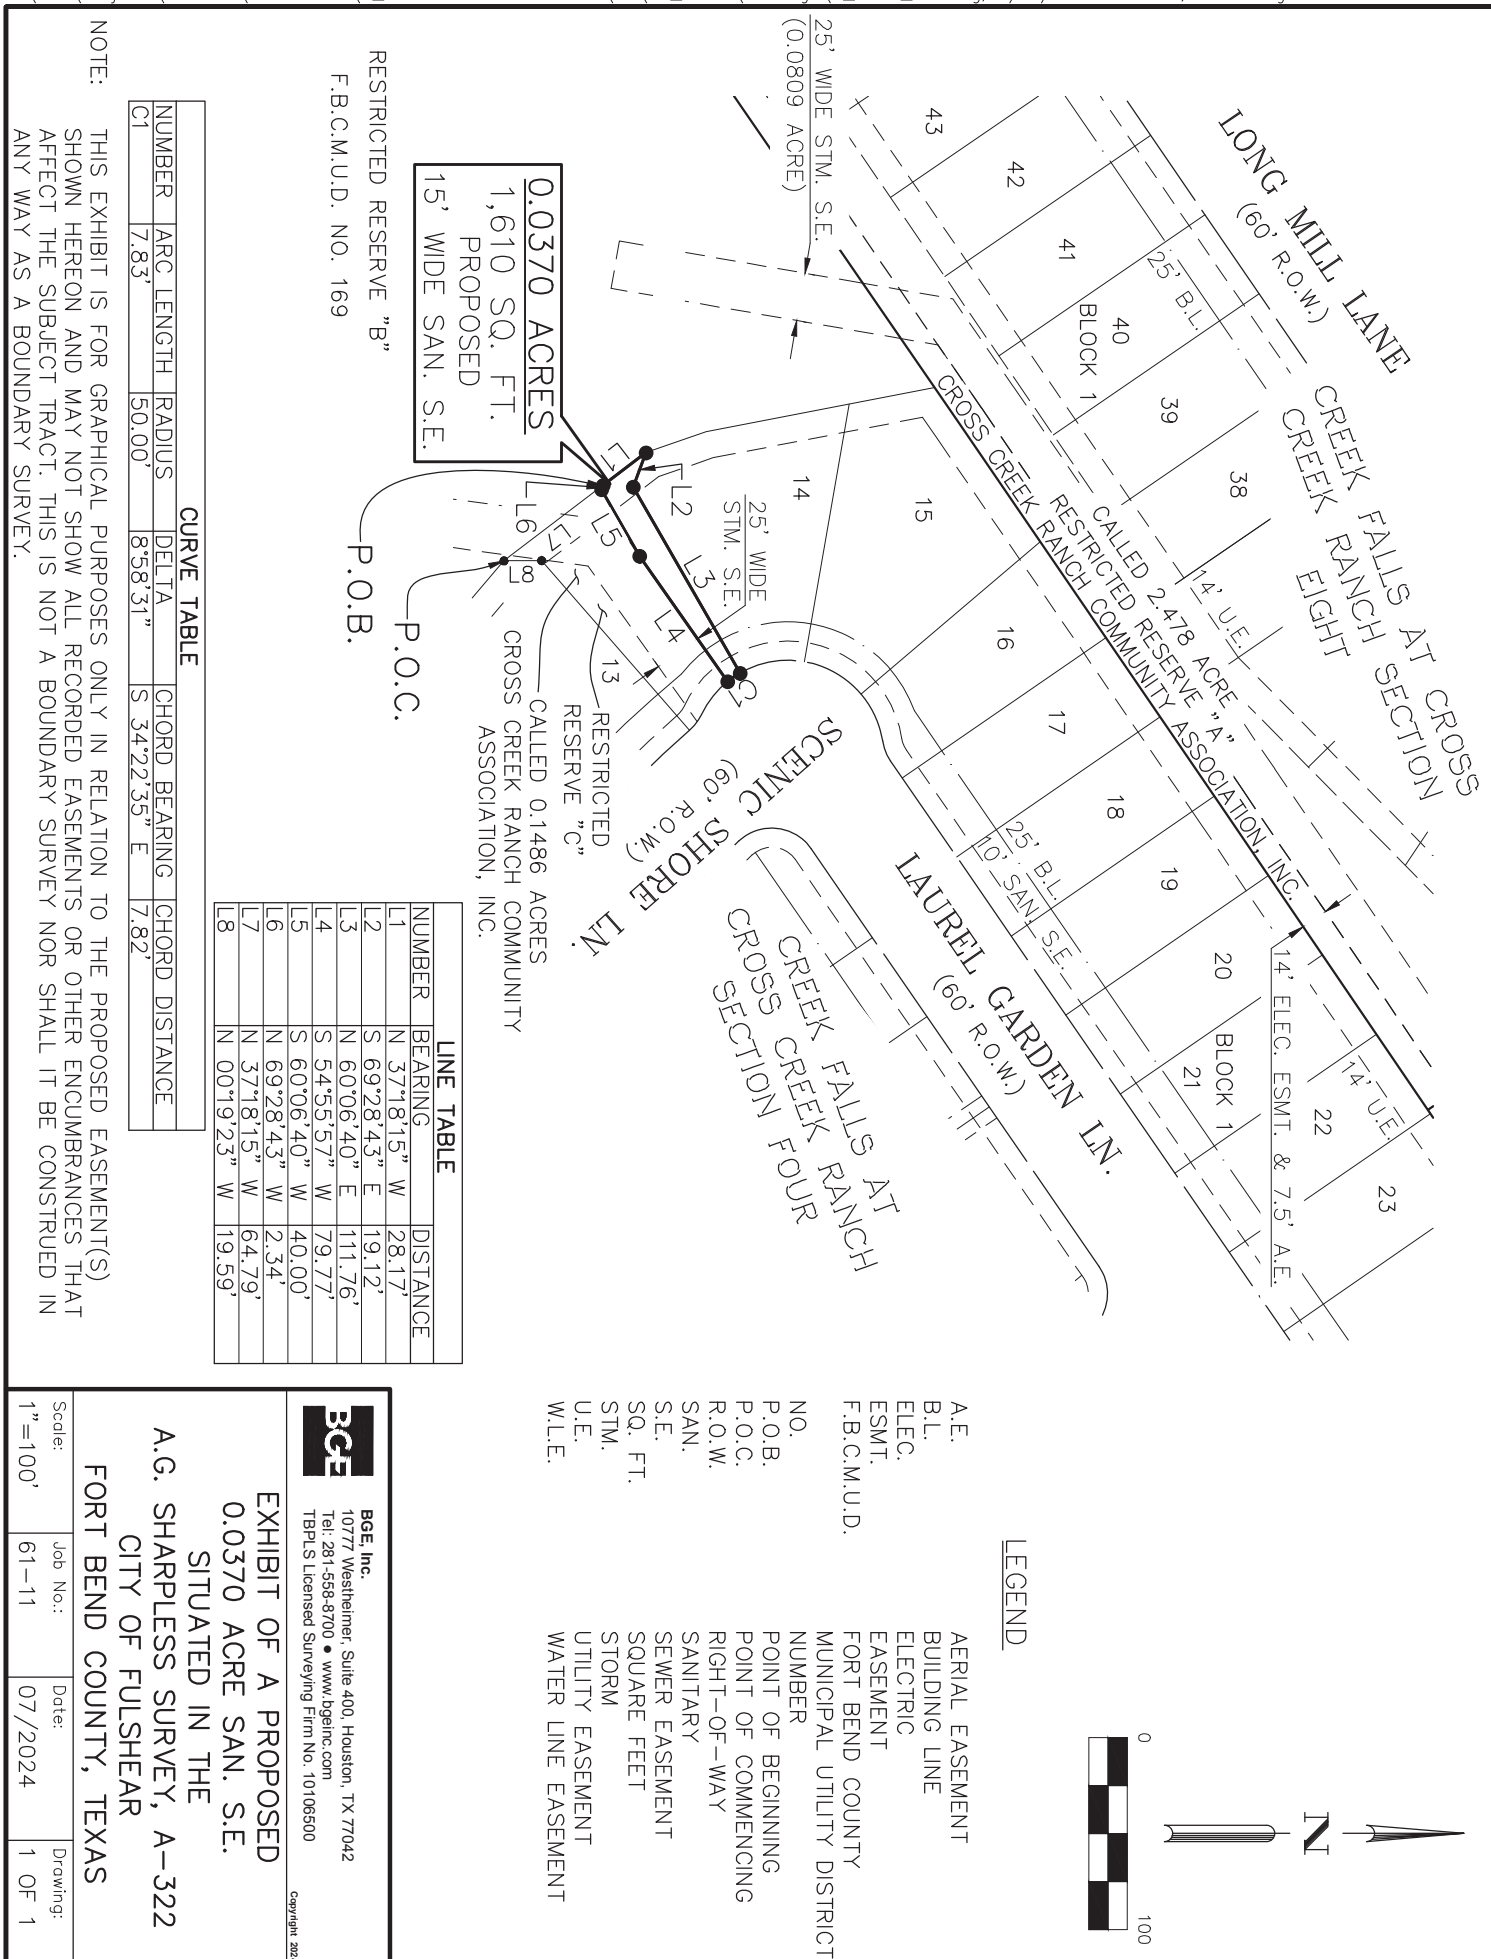 LONG MILL LANE
(60' R.O.W.)
CREEK FALLS AT CROSS
CREEK RANCH SECTION
EIGHT
43
42
41
40
BLOCK 1
39
38
25' B.L.
14' U.E.
CALLED 2.478 ACRE
RESTRICTED RESERVE "A"
CROSS CREEK RANCH COMMUNITY ASSOCIATION, INC.
14' ELEC. ESMT. & 7.5' A.E.
14' U.E.
25' WIDE STM. S.E.
(0.0809 ACRE)
14
15
16
17
18
19
20
BLOCK 1
21
22
23
25' B.L.
10' SAN. S.E.
LAUREL GARDEN LN.
(60' R.O.W.)
SCENIC SHORE LN.
(60' R.O.W.)
CREEK FALLS AT
CROSS CREEK RANCH
SECTION FOUR
25' WIDE
STM. S.E.
L1
L2
L3
L4
L5
L6
L7
L8
13
RESTRICTED
RESERVE "C"
CALLED 0.1486 ACRES
CROSS CREEK RANCH COMMUNITY
ASSOCIATION, INC.
P.O.C.
P.O.B.
0.0370 ACRES
1,610 SQ. FT.
PROPOSED
15' WIDE SAN. S.E.
RESTRICTED RESERVE "B"
F.B.C.M.U.D. NO. 169
LINE TABLE
NUMBER BEARING DISTANCE
L1 N 37°18'15" W 28.17'
L2 S 69°28'43" E 19.12'
L3 N 60°06'40" E 111.76'
L4 S 54°55'57" W 79.77'
L5 S 60°06'40" W 40.00'
L6 N 69°28'43" W 2.34'
L7 N 37°18'15" W 64.79'
L8 N 00°19'23" W 19.59'
CURVE TABLE
NUMBER ARC LENGTH RADIUS DELTA CHORD BEARING CHORD DISTANCE
C1 7.83' 50.00' 8°58'31" S 34°22'35" E 7.82'
NOTE: THIS EXHIBIT IS FOR GRAPHICAL PURPOSES ONLY IN RELATION TO THE PROPOSED EASEMENT(S)
SHOWN HEREON AND MAY NOT SHOW ALL RECORDED EASEMENTS OR OTHER ENCUMBRANCES THAT
AFFECT THE SUBJECT TRACT. THIS IS NOT A BOUNDARY SURVEY NOR SHALL IT BE CONSTRUED IN
ANY WAY AS A BOUNDARY SURVEY.
N
0 100
LEGEND
A.E. AERIAL EASEMENT
B.L. BUILDING LINE
ELEC. ELECTRIC
ESMT. EASEMENT
F.B.C.M.U.D. FORT BEND COUNTY
MUNICIPAL UTILITY DISTRICT
NO. NUMBER
P.O.B. POINT OF BEGINNING
P.O.C. POINT OF COMMENCING
R.O.W. RIGHT-OF-WAY
SAN. SANITARY
S.E. SEWER EASEMENT
SQ. FT. SQUARE FEET
STM. STORM
U.E. UTILITY EASEMENT
W.L.E. WATER LINE EASEMENT
BGE
BGE, Inc.
10777 Westheimer, Suite 400, Houston, TX 77042
Tel: 281-558-8700 • www.bgeinc.com
TBPLS Licensed Surveying Firm No. 10106500
Copyright
EXHIBIT OF A PROPOSED
0.0370 ACRE SAN. S.E.
SITUATED IN THE
A.G. SHARPLESS SURVEY, A-322
CITY OF FULSHEAR
FORT BEND COUNTY, TEXAS
Scale: Job No.: Date: Drawing:
1"=100' 61-11 07/2024 1 OF 1